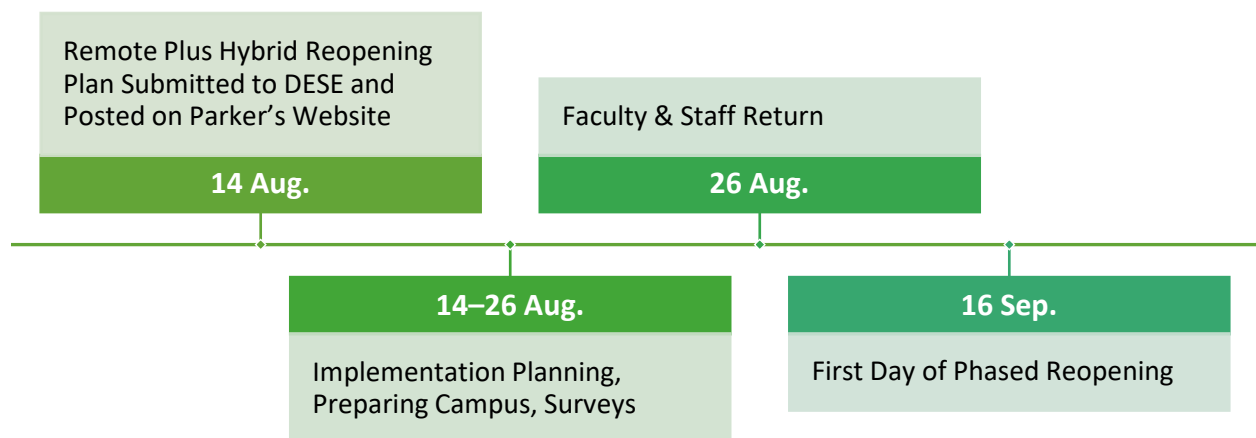 Remote Plus Hybrid Reopening
Plan Submitted to DESE and
Posted on Parker’s Website
14 Aug.
14–26 Aug.
Implementation Planning,
Preparing Campus, Surveys
Faculty & Staff Return
26 Aug.
16 Sep.
First Day of Phased Reopening